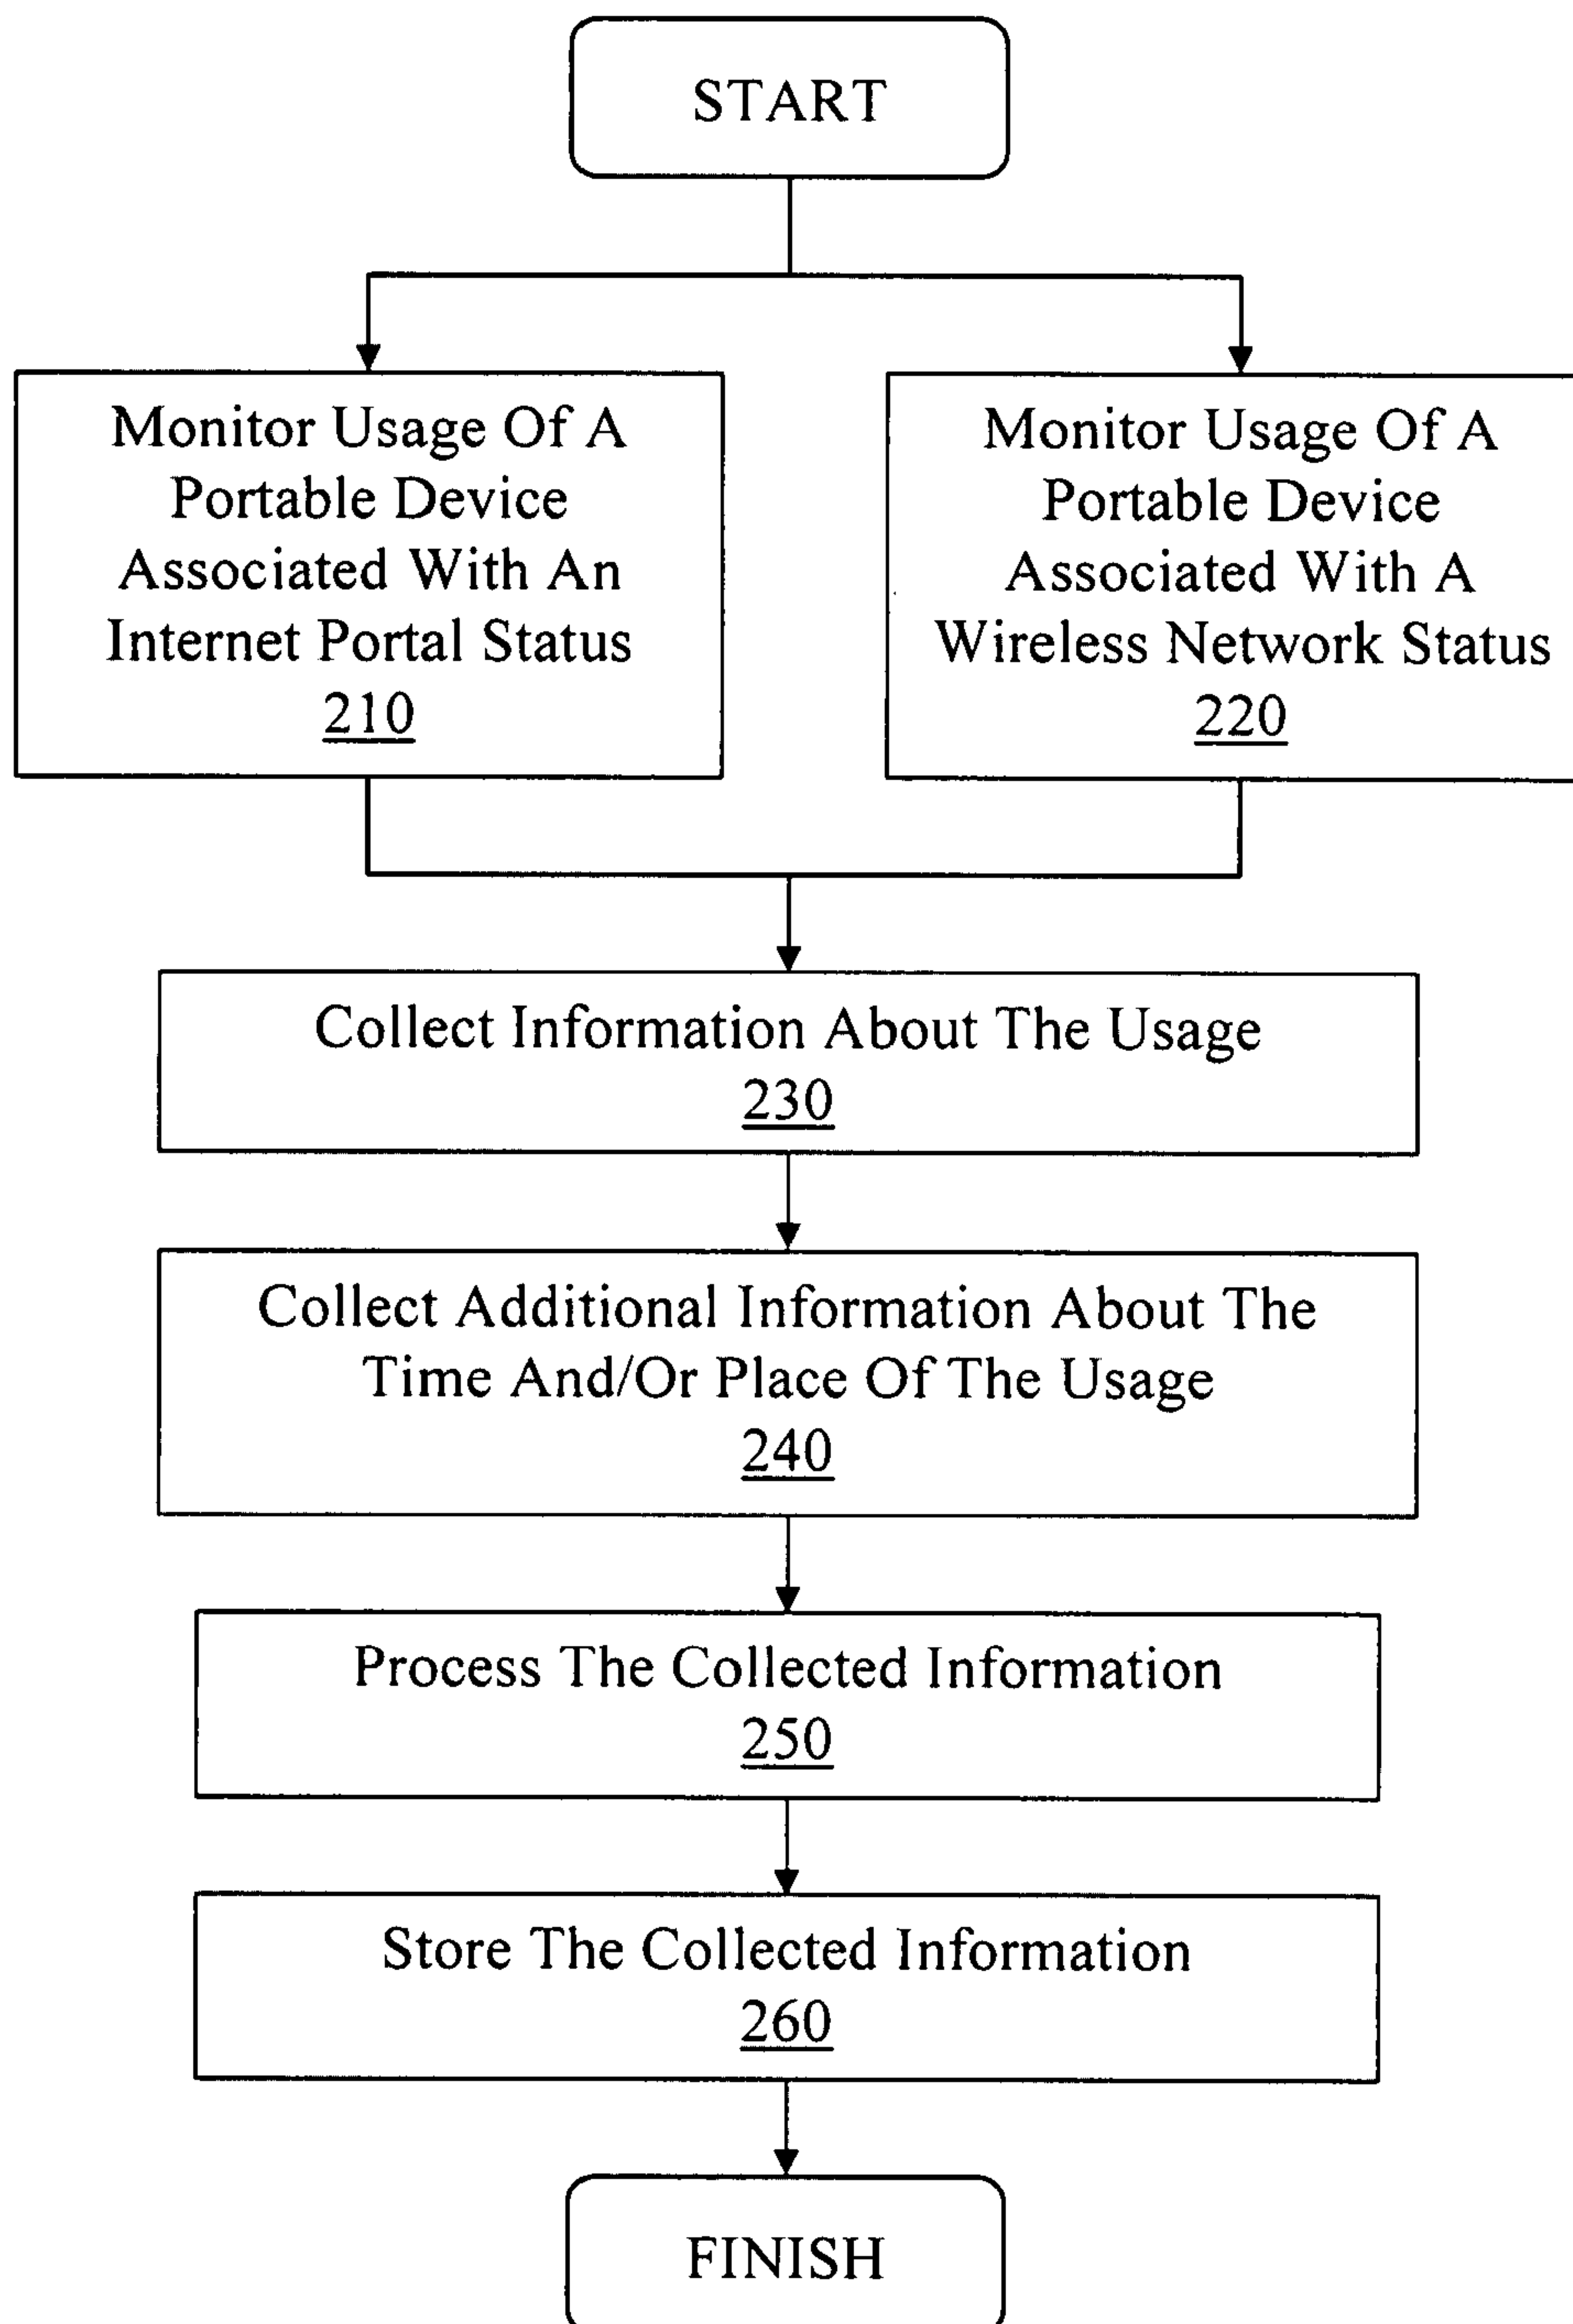 START
Monitor Usage Of A
Portable Device
Associated With An
Internet Portal Status
210
Monitor Usage Of A
Portable Device
Associated With A
Wireless Network Status
220
Collect Information About The Usage
230
Collect Additional Information About The
Time And/Or Place Of The Usage
240
Process The Collected Information
250
Store The Collected Information
260
FINISH